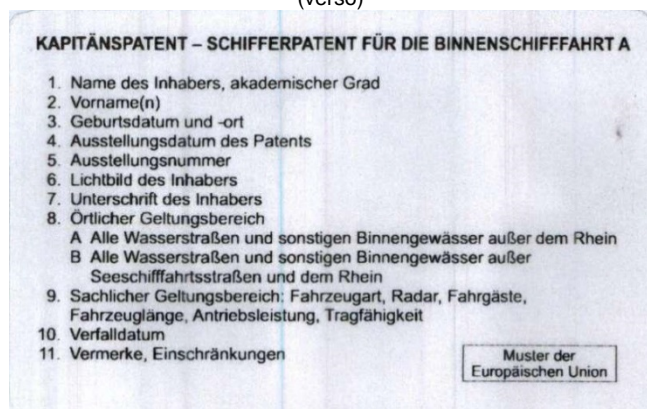 (verso)
KAPITÄNSPATENT – SCHIFFERPATENT FÜR DIE BINNENSCHIFFFAHRT A
1. Name des Inhabers, akademischer Grad
2. Vorname(n)
3. Geburtsdatum und -ort
4. Ausstellungsdatum des Patents
5. Ausstellungsnummer
6. Lichtbild des Inhabers
7. Unterschrift des Inhabers
8. Örtlicher Geltungsbereich
A Alle Wasserstraßen und sonstigen Binnengewässer außer dem Rhein
B Alle Wasserstraßen und sonstigen Binnengewässer außer
Seeschifffahrtsstraßen und dem Rhein
9. Sachlicher Geltungsbereich: Fahrzeugart, Radar, Fahrgäste,
Fahrzeuglänge, Antriebsleistung, Tragfähigkeit
10. Verfalldatum
11. Vermerke, Einschränkungen
Muster der
Europäischen Union